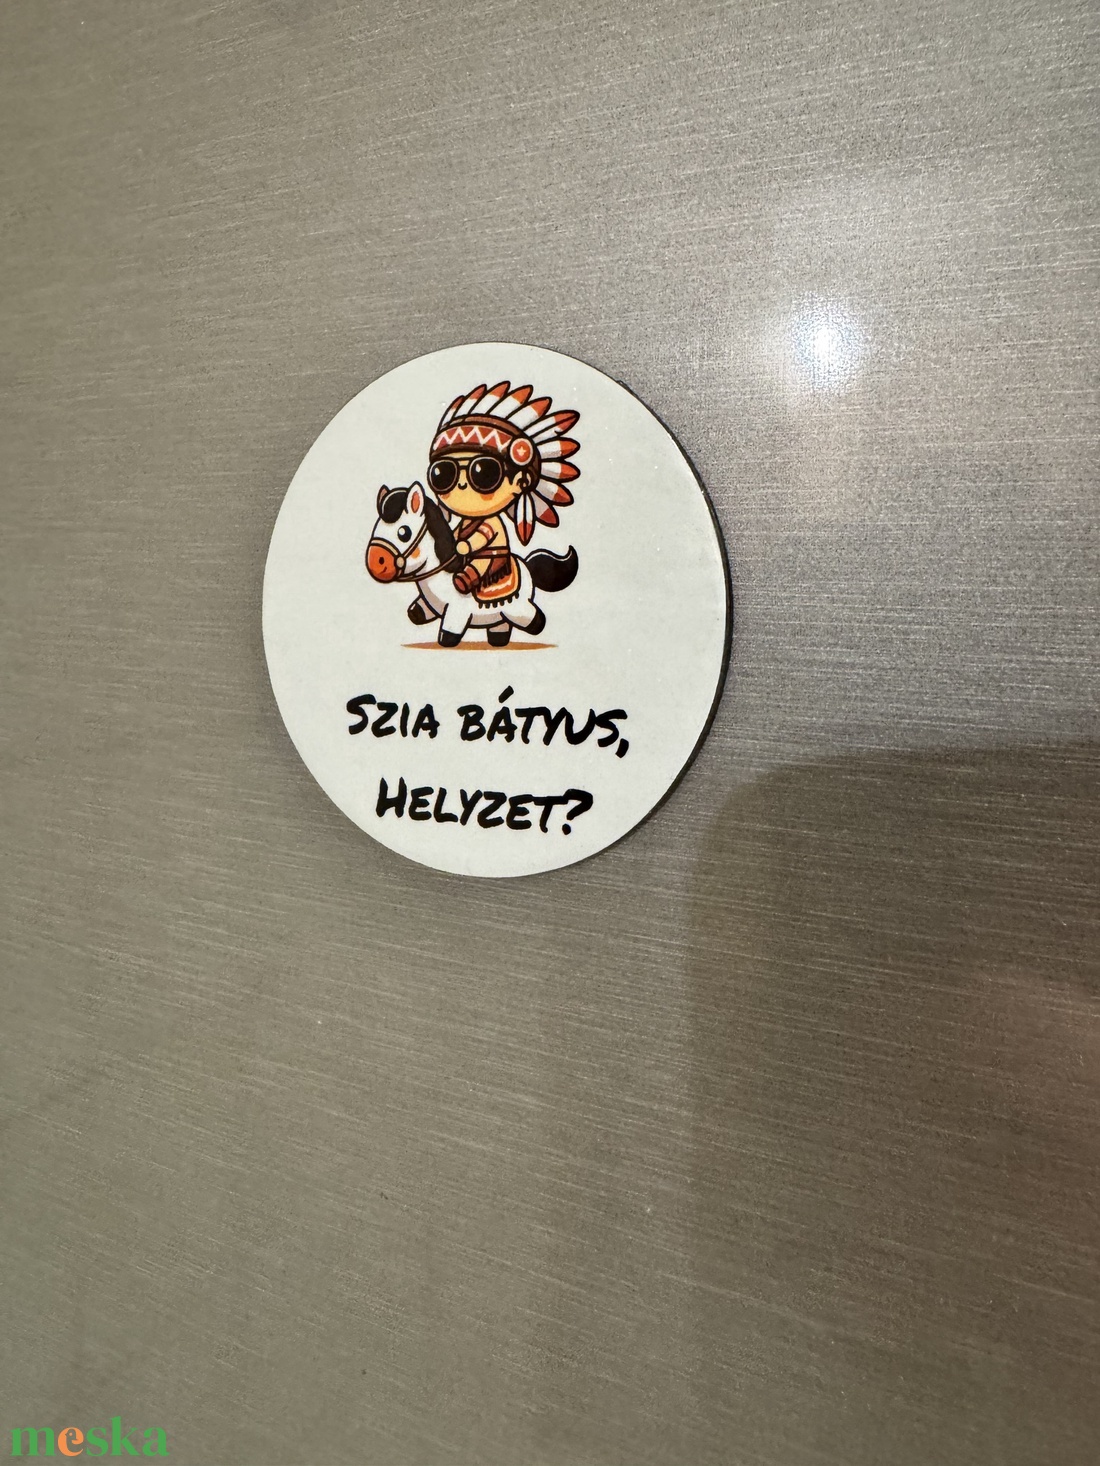 Szia bátyus,
Helyzet?
meska